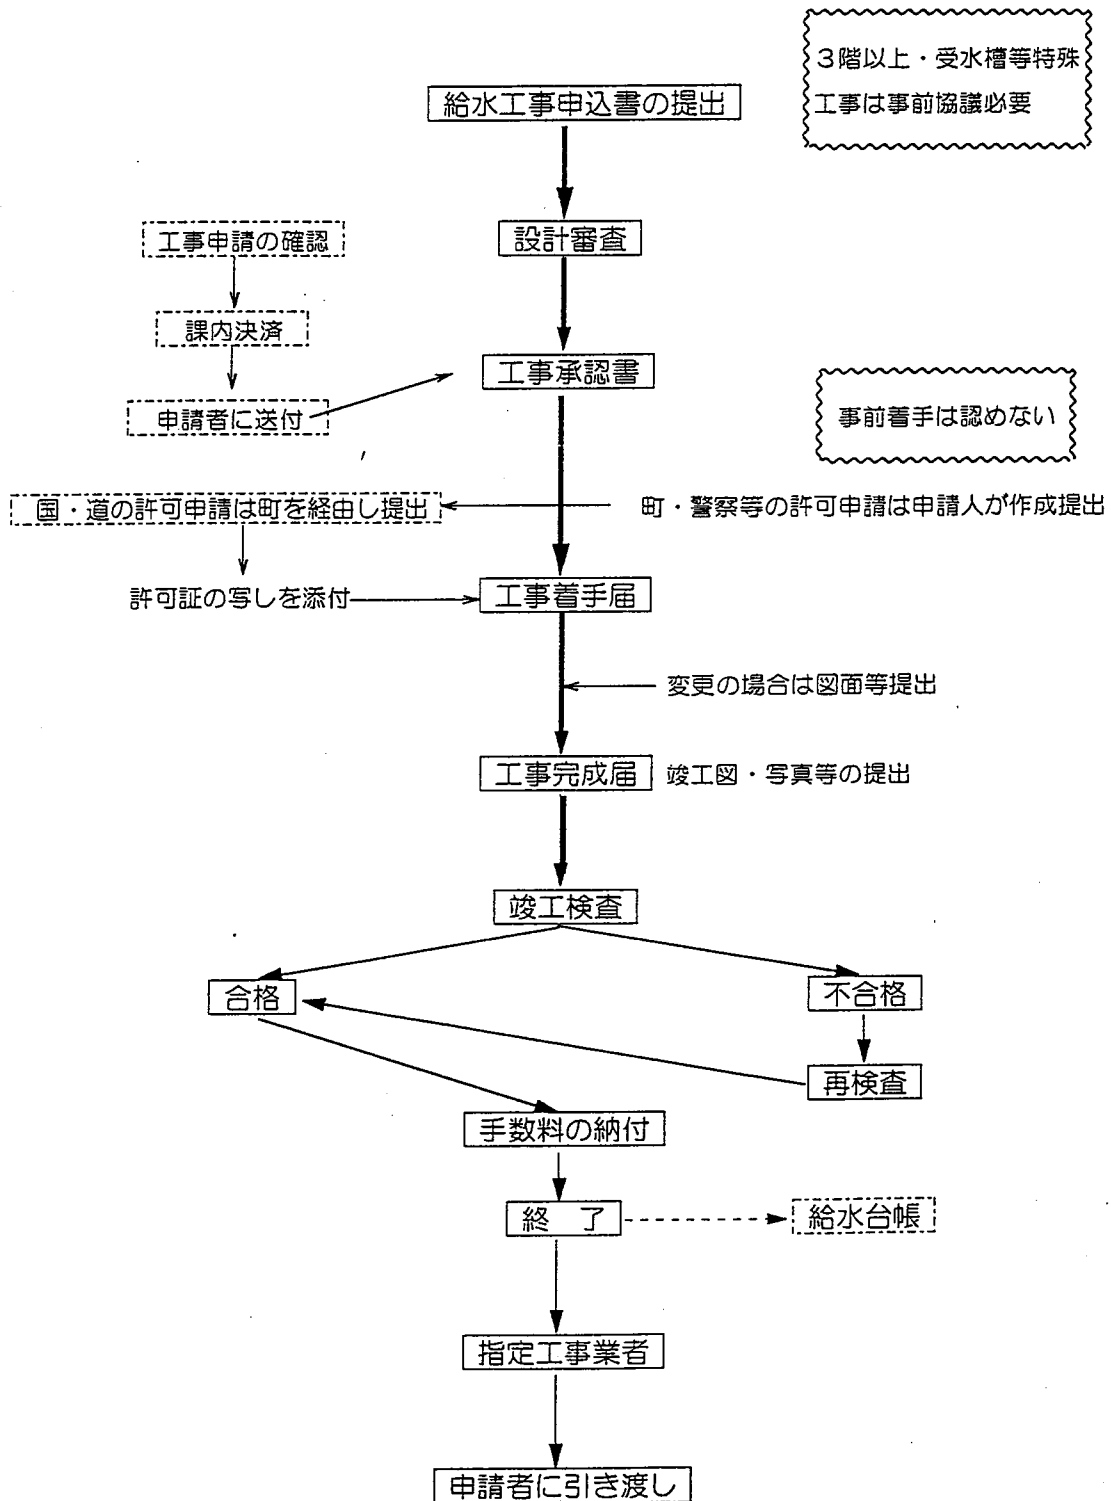 ３階以上・受水槽等特殊
工事は事前協議必要
給水工事申込書の提出
工事申請の確認
設計審査
課内決済
工事承認書
申請者に送付
事前着手は認めない
国・道の許可申請は町を経由し提出
町・警察等の許可申請は申請人が作成提出
許可証の写しを添付
工事着手届
変更の場合は図面等提出
工事完成届
竣工図・写真等の提出
竣工検査
合格
不合格
再検査
手数料の納付
終　了
給水台帳
指定工事業者
申請者に引き渡し